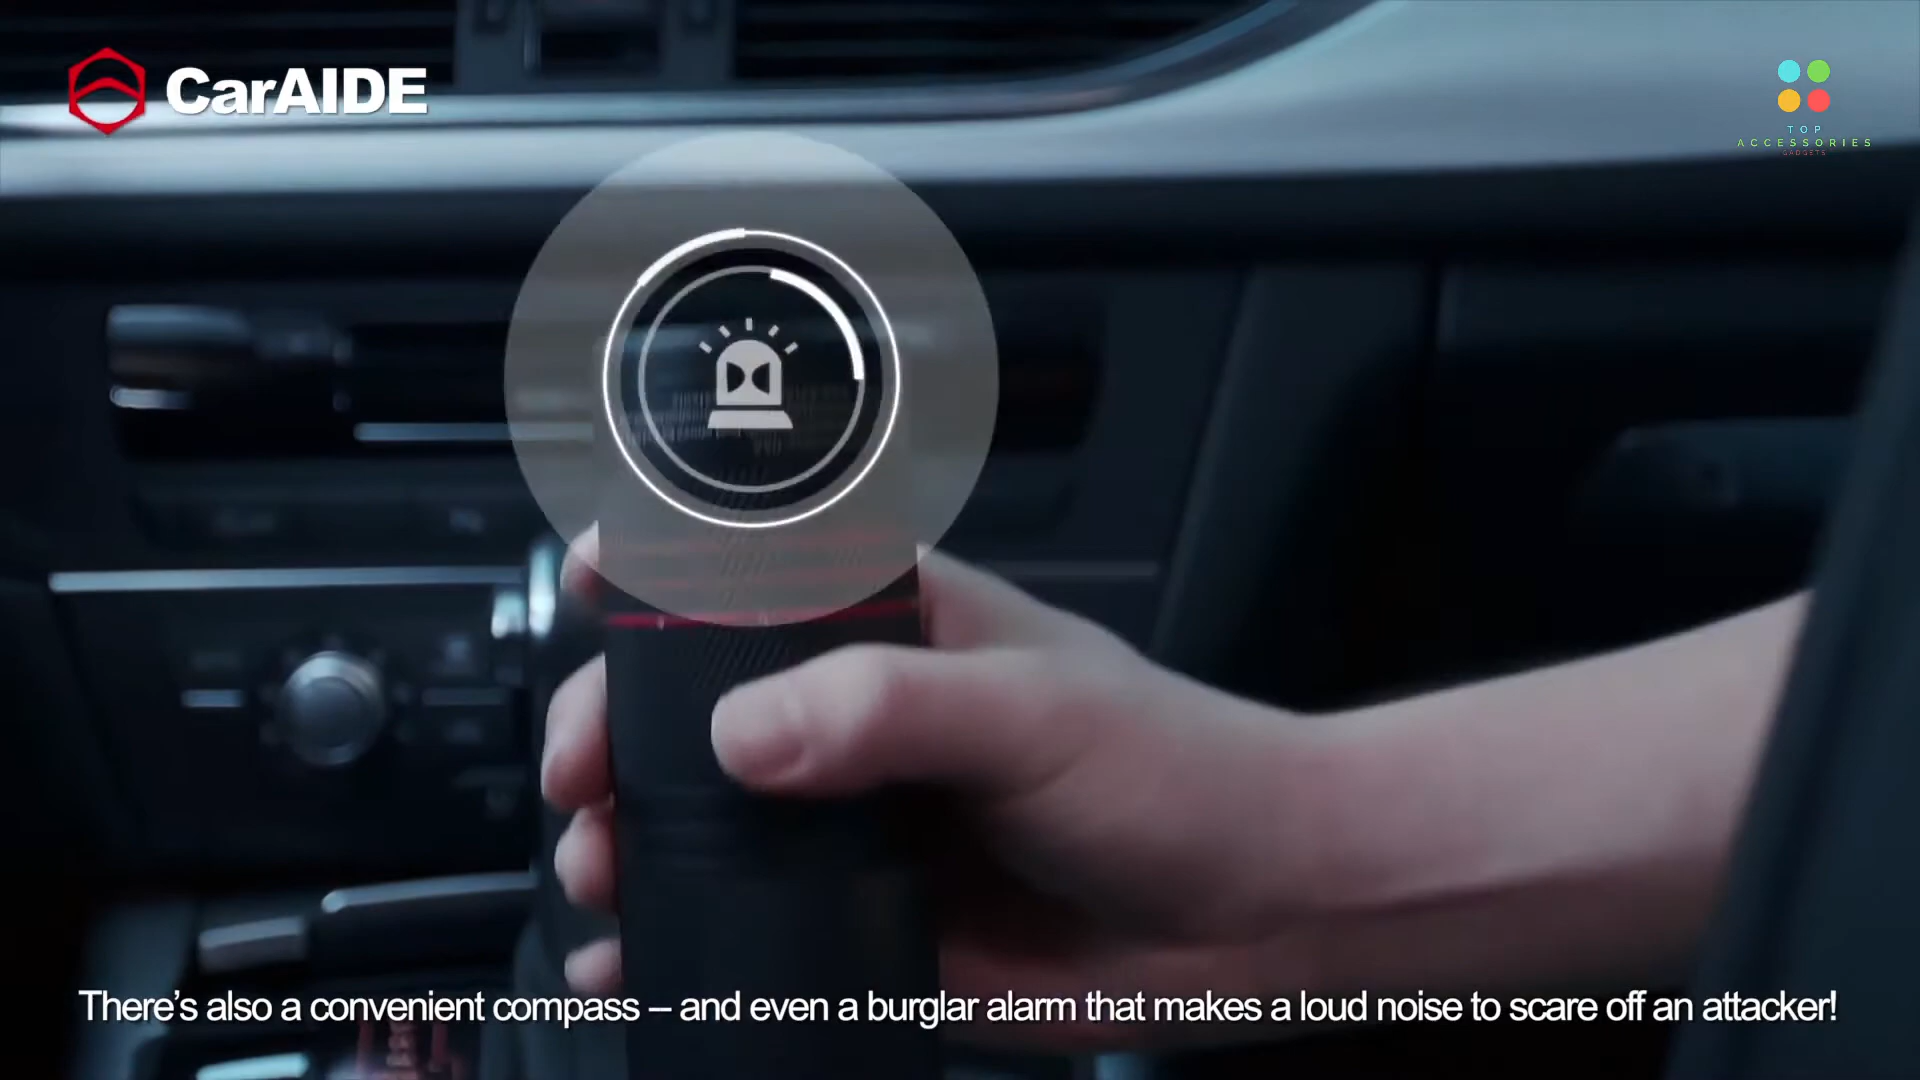 CarAIDE
TOP
ACCESSORIES
GADGETS
There's also a convenient compass – and even a burglar alarm that makes a loud noise to scare off an attacker!